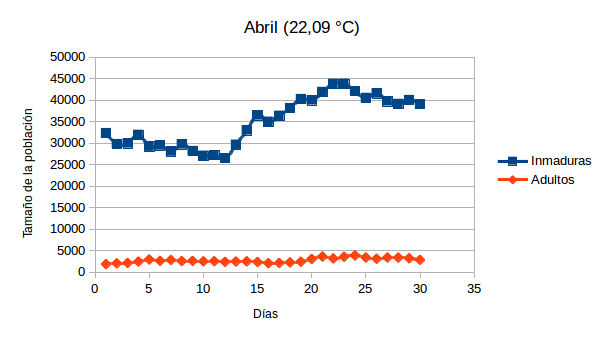 Abril (22,09 °C)
50000
45000
40000
35000
30000
25000
20000
15000
10000
5000
0
Tamaño de la población
0 5 10 15 20 25 30 35
Días
Inmaduras
Adultos